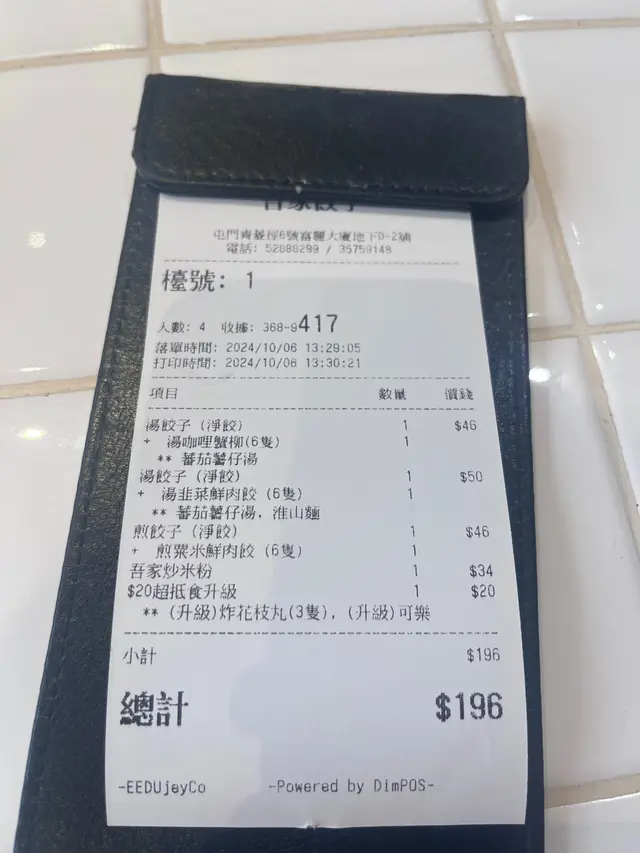 屯門青菱徑6號富麗大廈地下D-2舖
電話: 52888299 / 35759148
檯號: 1
人數: 4 收據: 368-9417
落單時間: 2024/10/06 13:29:05
打印時間: 2024/10/06 13:30:21
項目 數量 價錢
湯餃子 (淨餃) 1 $46
+ 湯咖哩蟹柳(6隻) 1
** 蕃茄薯仔湯
湯餃子 (淨餃) 1 $50
+ 湯韭菜鮮肉餃 (6隻) 1
** 蕃茄薯仔湯, 淮山麵
煎餃子 (淨餃) 1 $46
+ 煎粟米鮮肉餃 (6隻) 1
吾家炒米粉 1 $34
$20超抵食升級 1 $20
** (升級)炸花枝丸(3隻), (升級)可樂
小計 $196
總計 $196
-EEDUjeyCo -Powered by DimPOS-